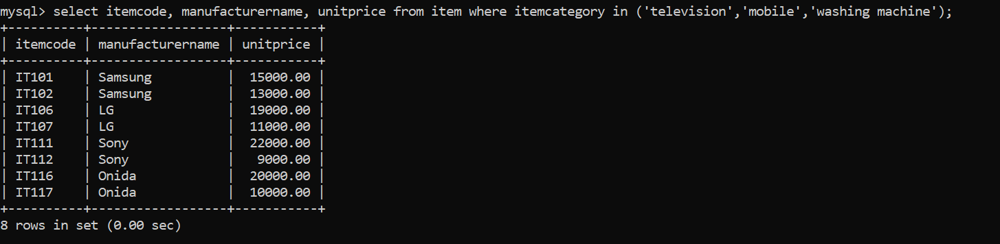 mysql> select itemcode, manufacturername, unitprice from item where itemcategory in ('television','mobile','washing machine');
+----------+------------------+-----------+
| itemcode | manufacturername | unitprice |
+----------+------------------+-----------+
| IT101    | Samsung          |  15000.00 |
| IT102    | Samsung          |  13000.00 |
| IT106    | LG               |  19000.00 |
| IT107    | LG               |  11000.00 |
| IT111    | Sony             |  22000.00 |
| IT112    | Sony             |   9000.00 |
| IT116    | Onida            |  20000.00 |
| IT117    | Onida            |  10000.00 |
+----------+------------------+-----------+
8 rows in set (0.00 sec)